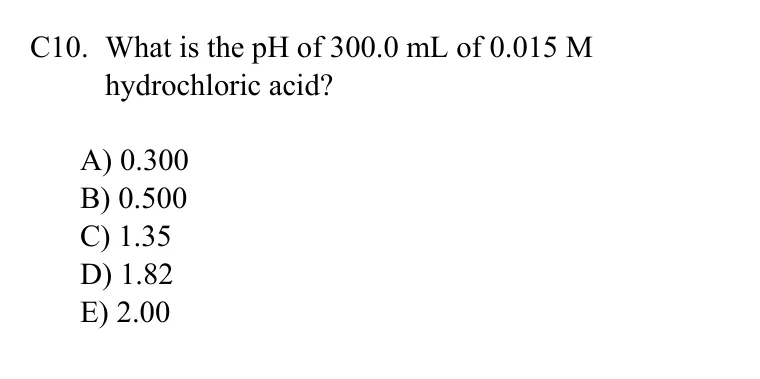 C10. What is the pH of 300.0 mL of 0.015 M
hydrochloric acid?
A) 0.300
B) 0.500
C) 1.35
D) 1.82
E) 2.00